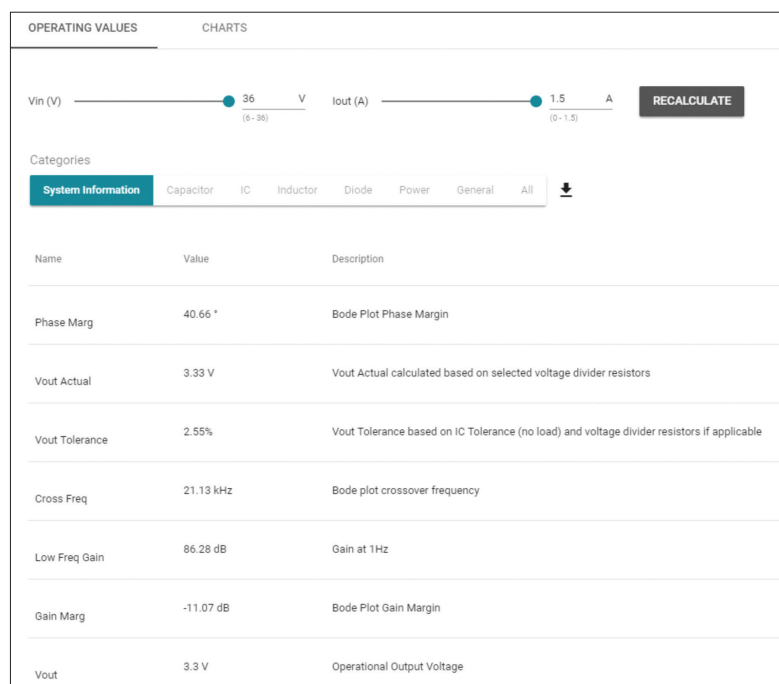 OPERATING VALUES CHARTS
Vin (V) 36 V Iout (A) 1.5 A RECALCULATE
(6 - 36) (0 - 1.5)
Categories
System Information Capacitor IC Inductor Diode Power General All
Name Value Description
Phase Marg 40.66 ° Bode Plot Phase Margin
Vout Actual 3.33 V Vout Actual calculated based on selected voltage divider resistors
Vout Tolerance 2.55% Vout Tolerance based on IC Tolerance (no load) and voltage divider resistors if applicable
Cross Freq 21.13 kHz Bode plot crossover frequency
Low Freq Gain 86.28 dB Gain at 1Hz
Gain Marg -11.07 dB Bode Plot Gain Margin
Vout 3.3 V Operational Output Voltage